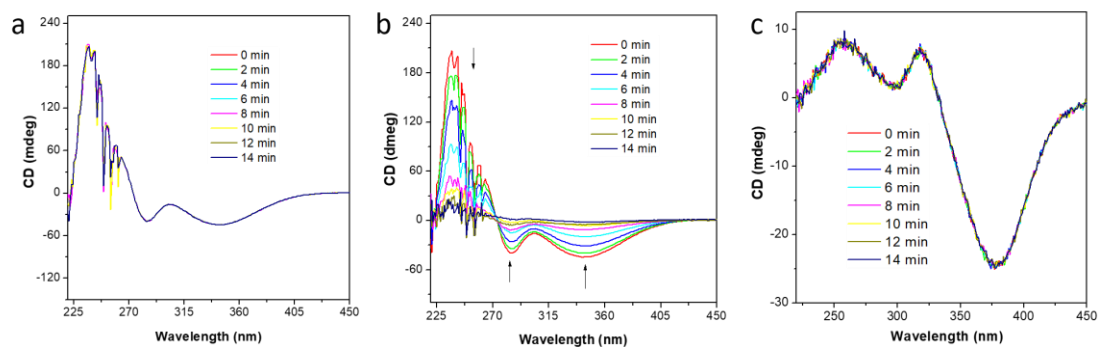 a
240
180
120
60
0
-60
-120
CD (mdeg)
0 min
2 min
4 min
6 min
8 min
10 min
12 min
14 min
225 270 315 360 405 450
Wavelength (nm)
b
240
180
120
60
0
-60
CD (dmeg)
0 min
2 min
4 min
6 min
8 min
10 min
12 min
14 min
225 270 315 360 405 450
Wavelength (nm)
c
20
10
0
-10
-20
-30
CD (mdeg)
0 min
2 min
4 min
6 min
8 min
10 min
12 min
14 min
250 300 350 400 450
Wavelength (nm)